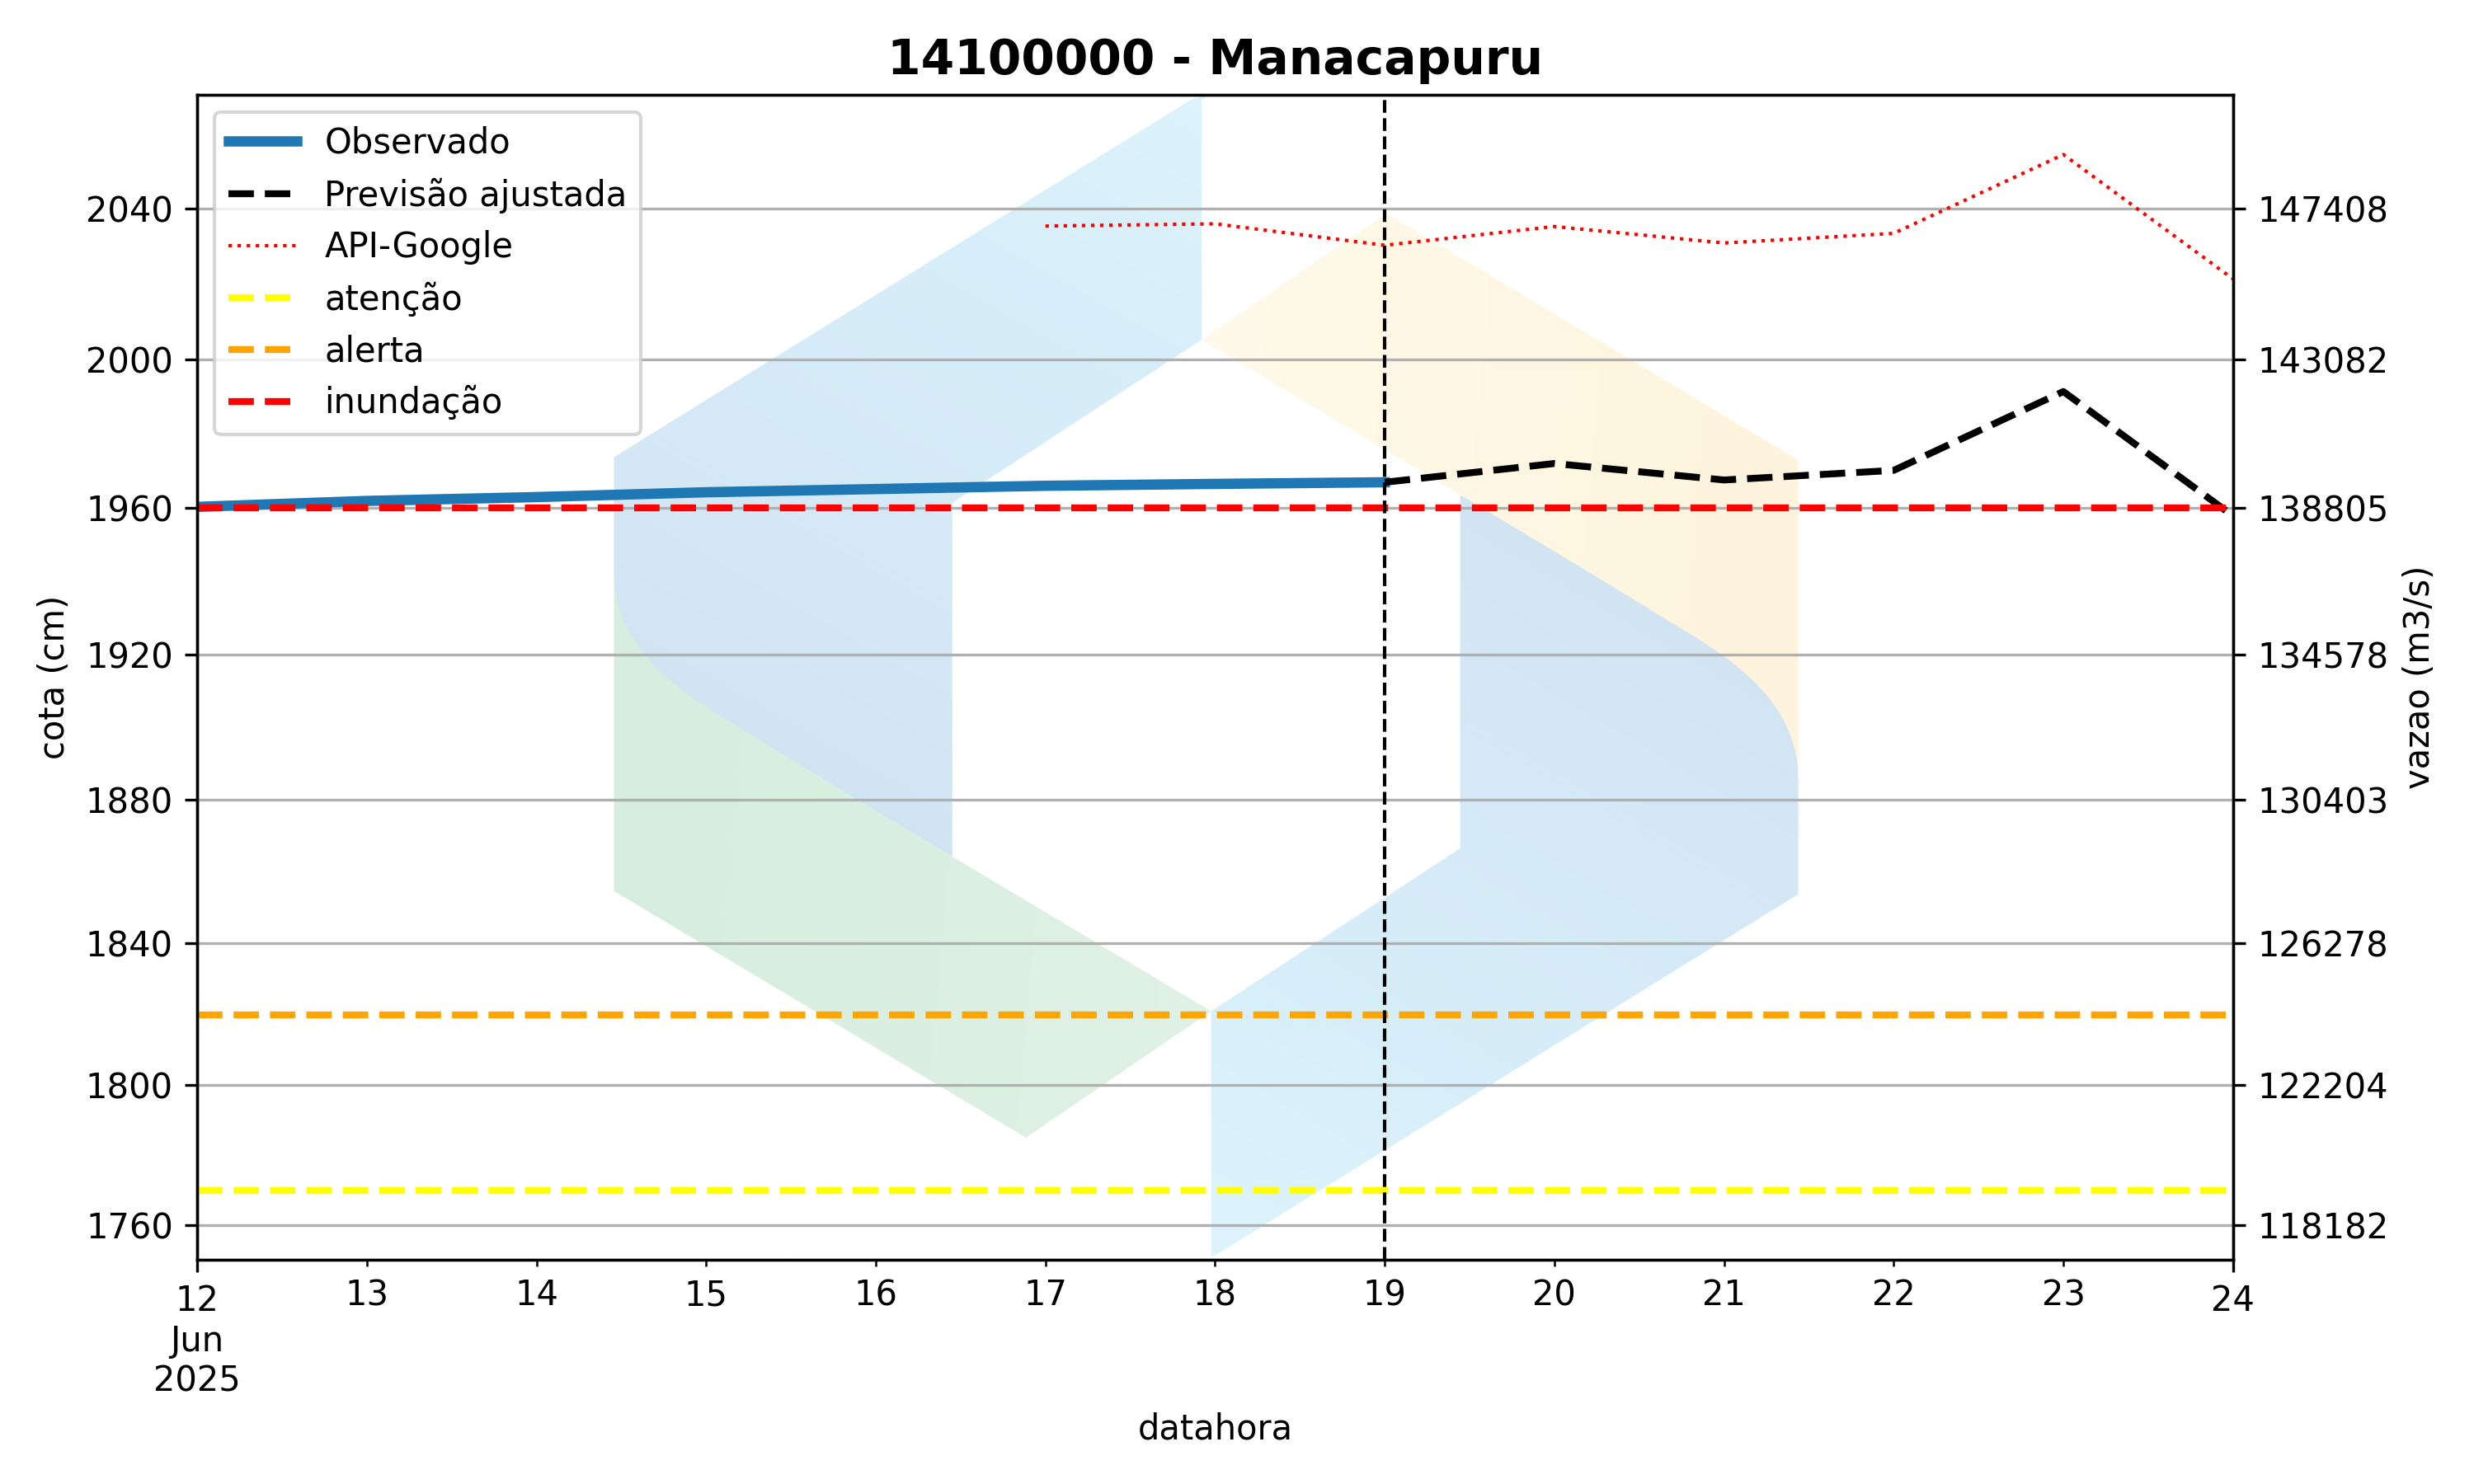 14100000 - Manacapuru
Observado
Previsão ajustada
API-Google
atenção
alerta
inundação
2040
2000
1960
1920
1880
1840
1800
1760
cota (cm)
147408
143082
138805
134578
130403
126278
122204
118182
vazao (m3/s)
12 13 14 15 16 17 18 19 20 21 22 23 24
Jun
2025
datahora